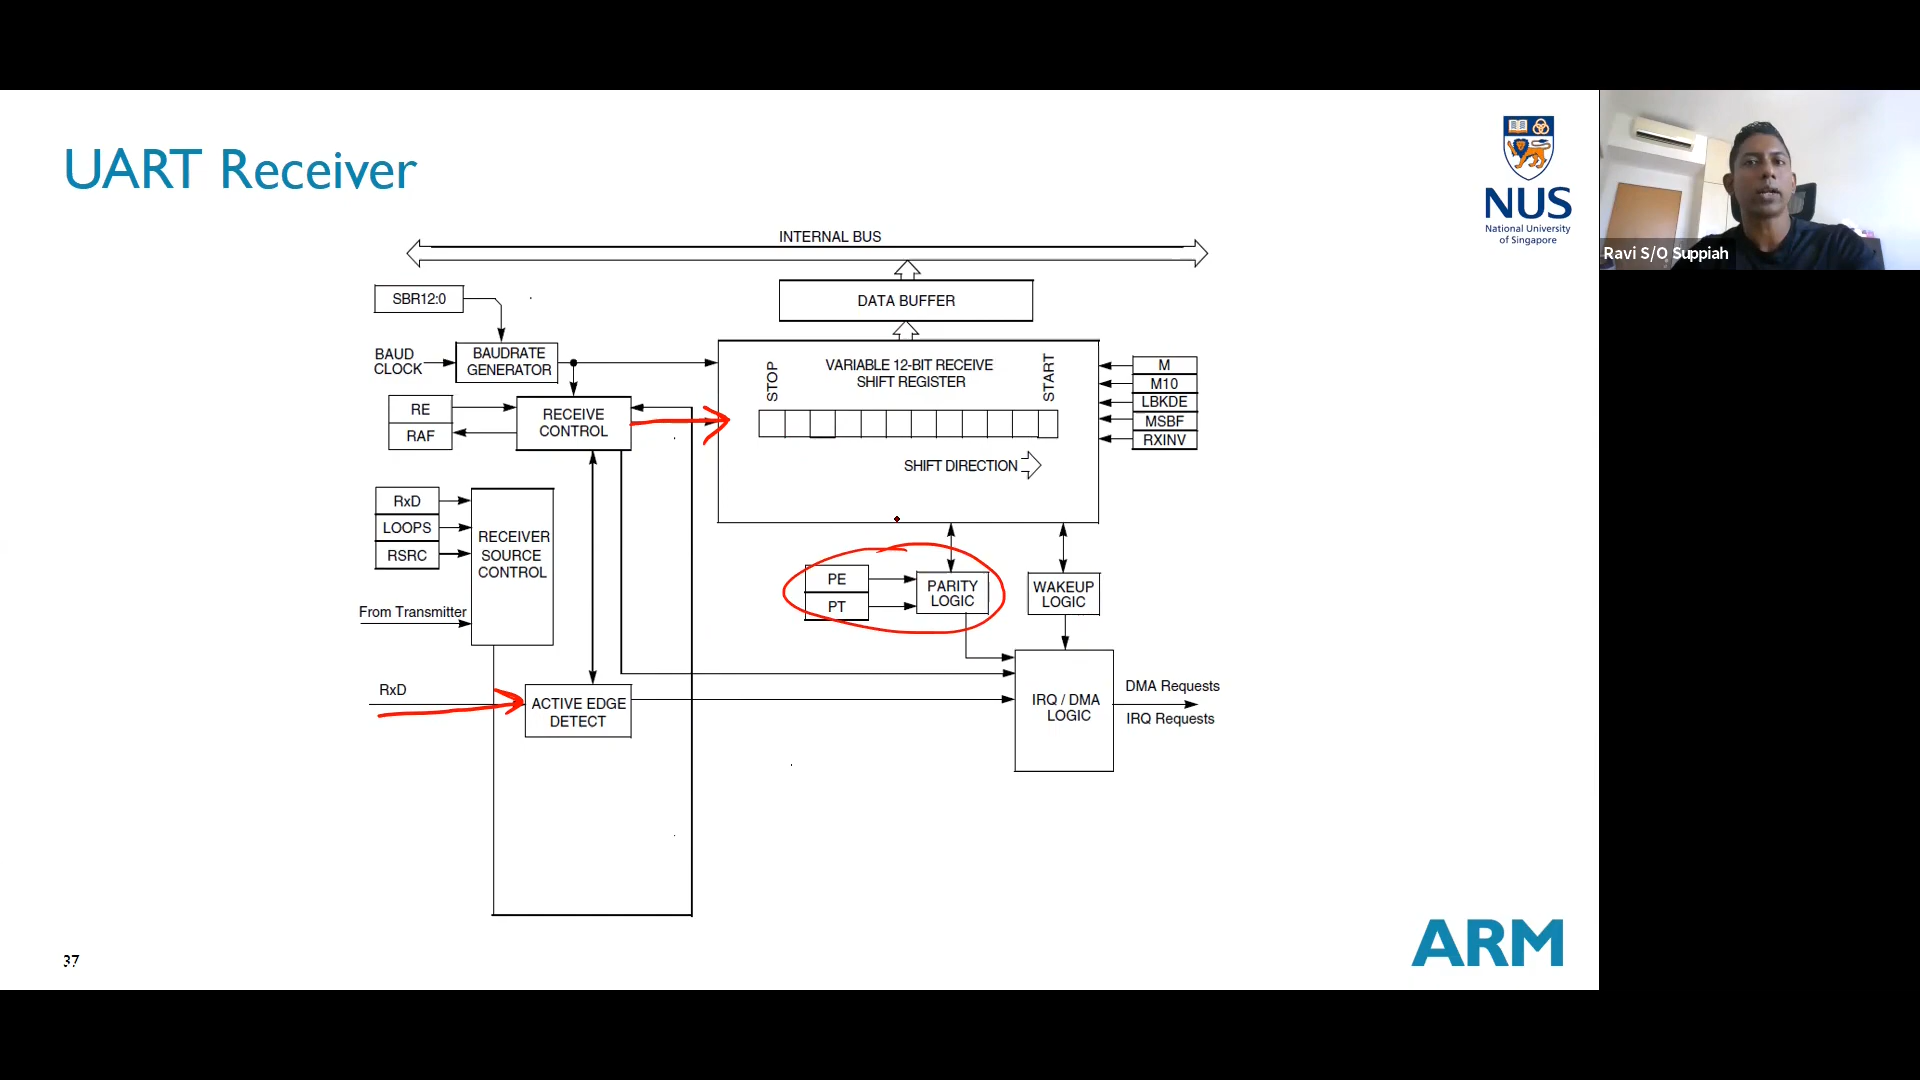 UART Receiver
NUS
National University
of Singapore
Ravi S/O Suppiah
INTERNAL BUS
SBR12:0
DATA BUFFER
BAUD
CLOCK
BAUDRATE
GENERATOR
STOP
VARIABLE 12-BIT RECEIVE
SHIFT REGISTER
START
M
M10
LBKDE
MSBF
RXINV
RE
RAF
RECEIVE
CONTROL
SHIFT DIRECTION
RxD
LOOPS
RSRC
RECEIVER
SOURCE
CONTROL
From Transmitter
PE
PT
PARITY
LOGIC
WAKEUP
LOGIC
RxD
ACTIVE EDGE
DETECT
IRQ / DMA
LOGIC
DMA Requests
IRQ Requests
37
ARM